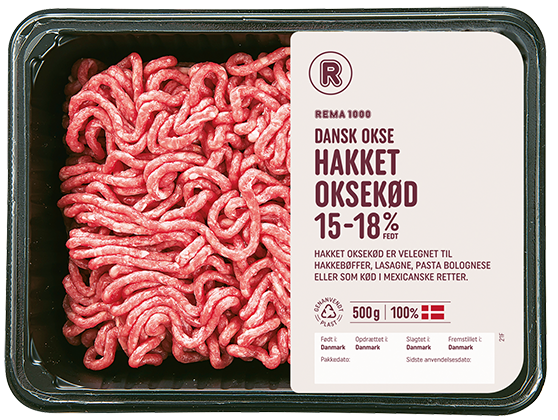 R
REMA 1000
DANSK OKSE
HAKKET
OKSEKØD
15-18%
FEDT
HAKKET OKSEKØD ER VELEGNET TIL
HAKKEBØFFER, LASAGNE, PASTA BOLOGNESE
ELLER SOM KØD I MEXICANSKE RETTER.
GENANVENDT PLAST
500g | 100%
Født i: Opdrættet i: Slagtet i: Fremstillet i:
Danmark Danmark Danmark Danmark
Pakkedato: Sidste anvendelsesdato: